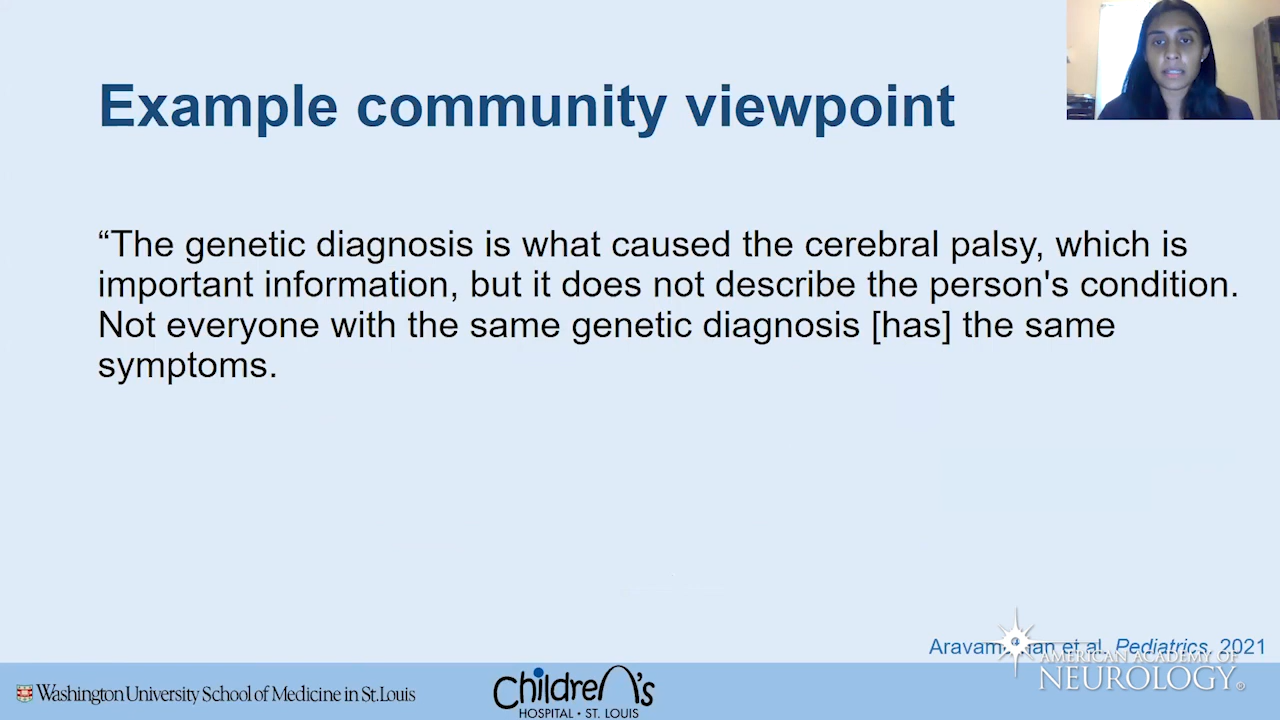 Example community viewpoint
“The genetic diagnosis is what caused the cerebral palsy, which is
important information, but it does not describe the person's condition.
Not everyone with the same genetic diagnosis [has] the same
symptoms.
et al. Pediatrics. 2021
Washington University School of Medicine in St. Louis
Children's
HOSPITAL • ST. LOUIS
AMERICAN ACADEMY OF
NEUROLOGY®